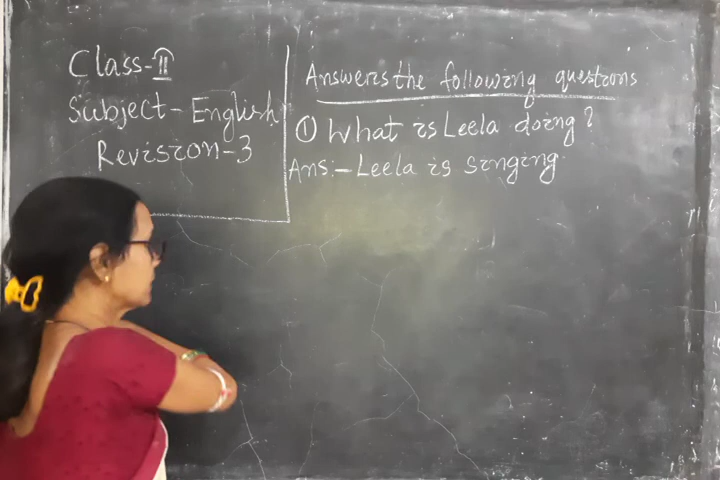 Class-II
Subject-English
Revision-3
Answers the following questions
① What is Leela doing?
Ans:-Leela is singing.